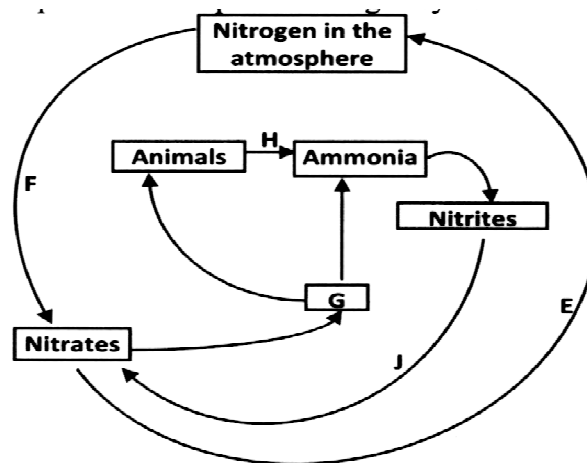 Nitrogen in the
atmosphere
H
Animals
Ammonia
F
Nitrites
G
E
Nitrates
J